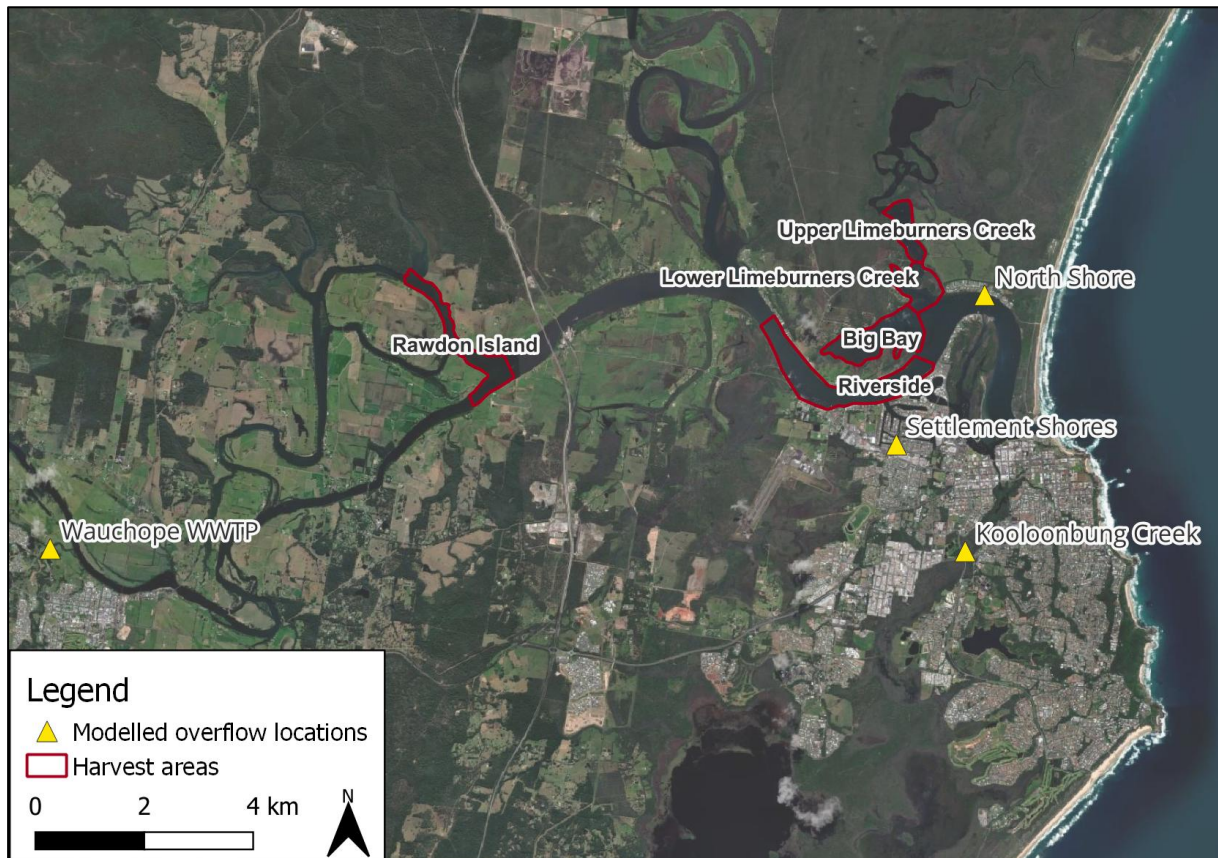 Upper Limeburners Creek
Lower Limeburners Creek
North Shore
Rawdon Island
Big Bay
Riverside
Settlement Shores
Wauchope WWTP
Kooloonbung Creek
Legend
Modelled overflow locations
Harvest areas
0 2 4 km
N